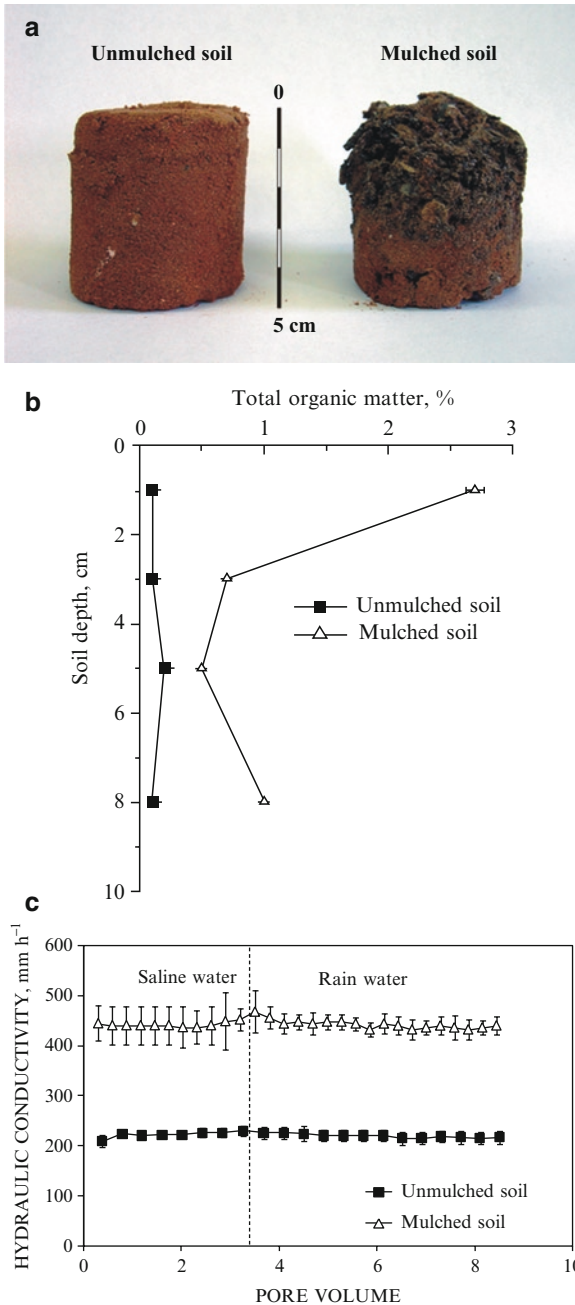 a
Unmulched soil
Mulched soil
0
5 cm
b
Total organic matter, %
0 1 2 3
0
2
4
6
8
10
Soil depth, cm
Unmulched soil
Mulched soil
c
HYDRAULIC CONDUCTIVITY, mm h⁻¹
600
500
400
300
200
100
0
Saline water
Rain water
Unmulched soil
Mulched soil
0 2 4 6 8 10
PORE VOLUME